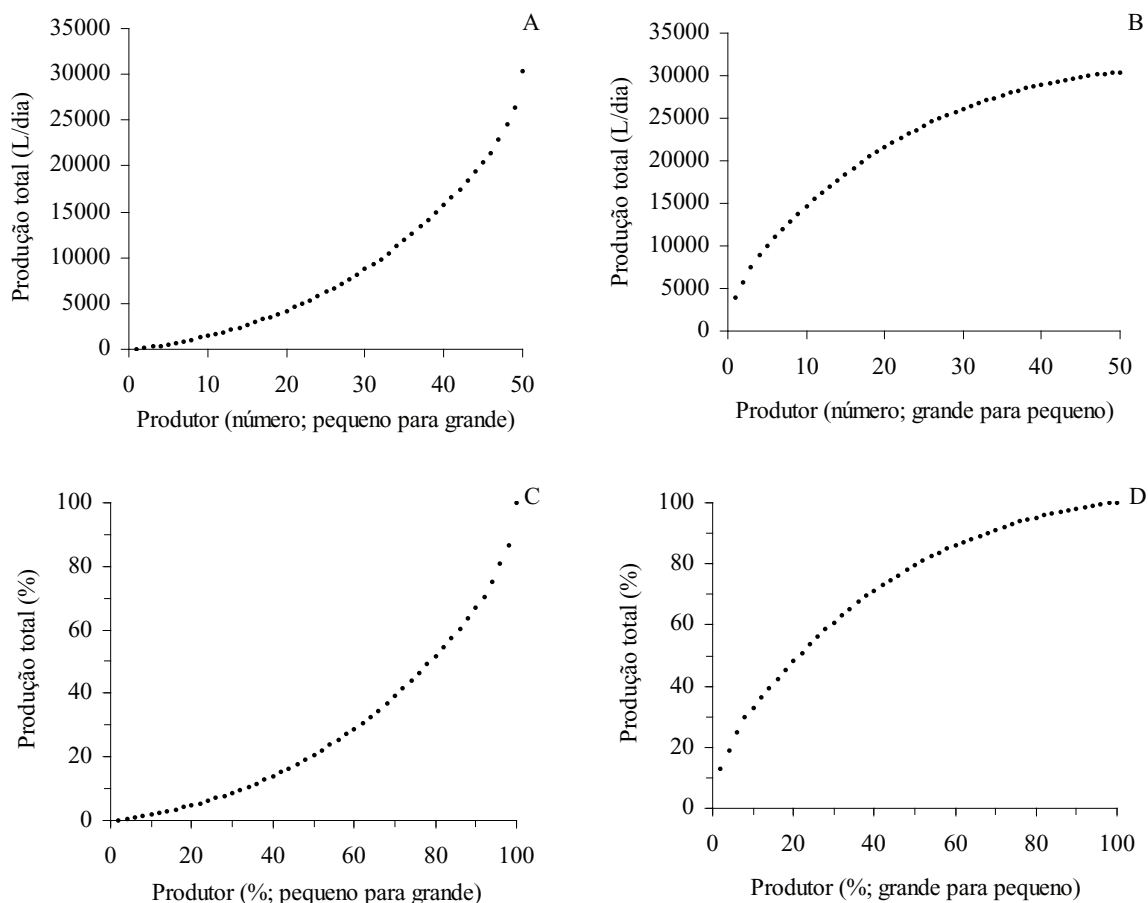 A
35000
30000
25000
20000
15000
10000
5000
0
0 10 20 30 40 50
Produção total (L/dia)
Produtor (número; pequeno para grande)
B
35000
30000
25000
20000
15000
10000
5000
0
0 10 20 30 40 50
Produção total (L/dia)
Produtor (número; grande para pequeno)
C
100
80
60
40
20
0
0 20 40 60 80 100
Produção total (%)
Produtor (%; pequeno para grande)
D
100
80
60
40
20
0
0 20 40 60 80 100
Produção total (%)
Produtor (%; grande para pequeno)